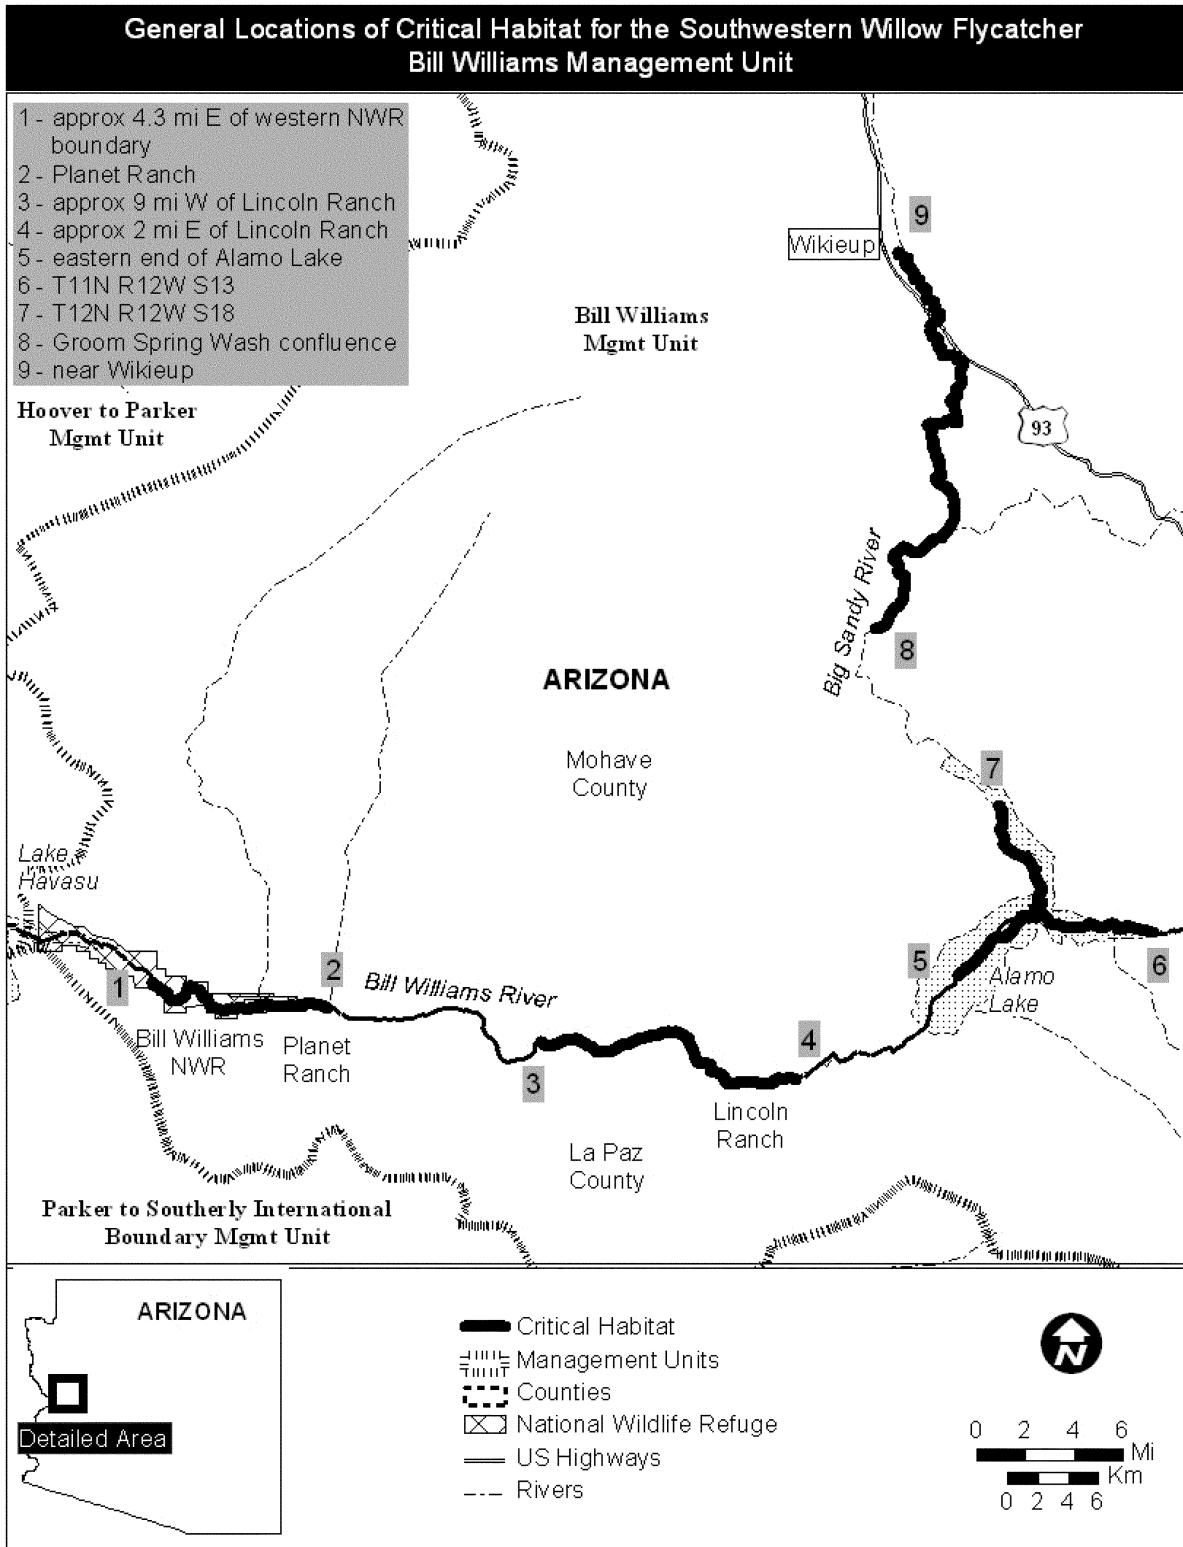 General Locations of Critical Habitat for the Southwestern Willow Flycatcher
Bill Williams Management Unit
1 - approx 4.3 mi E of western NWR
boundary
2 - Planet Ranch
3 - approx 9 mi W of Lincoln Ranch
4 - approx 2 mi E of Lincoln Ranch
5 - eastern end of Alamo Lake
6 - T11N R12W S13
7 - T12N R12W S18
8 - Groom Spring Wash confluence
9 - near Wikieup
9
Wikieup
Bill Williams
Mgmt Unit
Hoover to Parker
Mgmt Unit
93
Big Sandy River
8
ARIZONA
Mohave
County
7
Lake
Havasu
1
2
Bill Williams River
5
Alamo
Lake
6
Bill Williams
NWR
Planet
Ranch
3
4
Lincoln
Ranch
La Paz
County
Parker to Southerly International
Boundary Mgmt Unit
ARIZONA
Detailed Area
Critical Habitat
Management Units
Counties
National Wildlife Refuge
US Highways
Rivers
N
0 2 4 6
Mi
Km
0 2 4 6